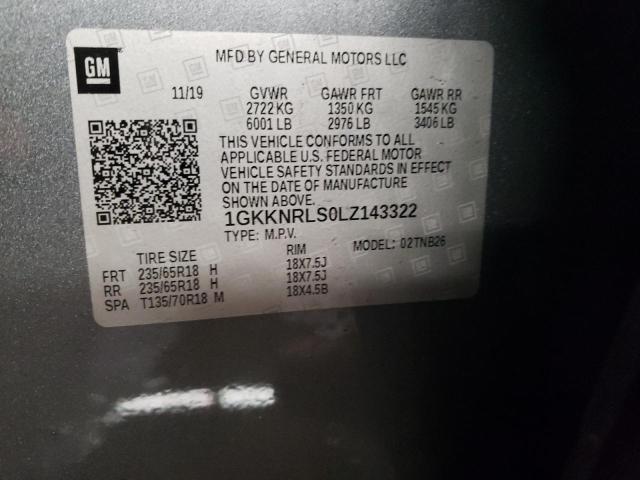 GM
MFD BY GENERAL MOTORS LLC
11/19 GVWR GAWR FRT GAWR RR
2722 KG 1350 KG 1545 KG
6001 LB 2976 LB 3406 LB
THIS VEHICLE CONFORMS TO ALL
APPLICABLE U.S. FEDERAL MOTOR
VEHICLE SAFETY STANDARDS IN EFFECT
ON THE DATE OF MANUFACTURE
SHOWN ABOVE.
1GKKNRLS0LZ143322
TYPE: M.P.V. MODEL: 02TNB26
TIRE SIZE RIM
FRT 235/65R18 H 18X7.5J
RR 235/65R18 H 18X7.5J
SPA T135/70R18 M 18X4.5B